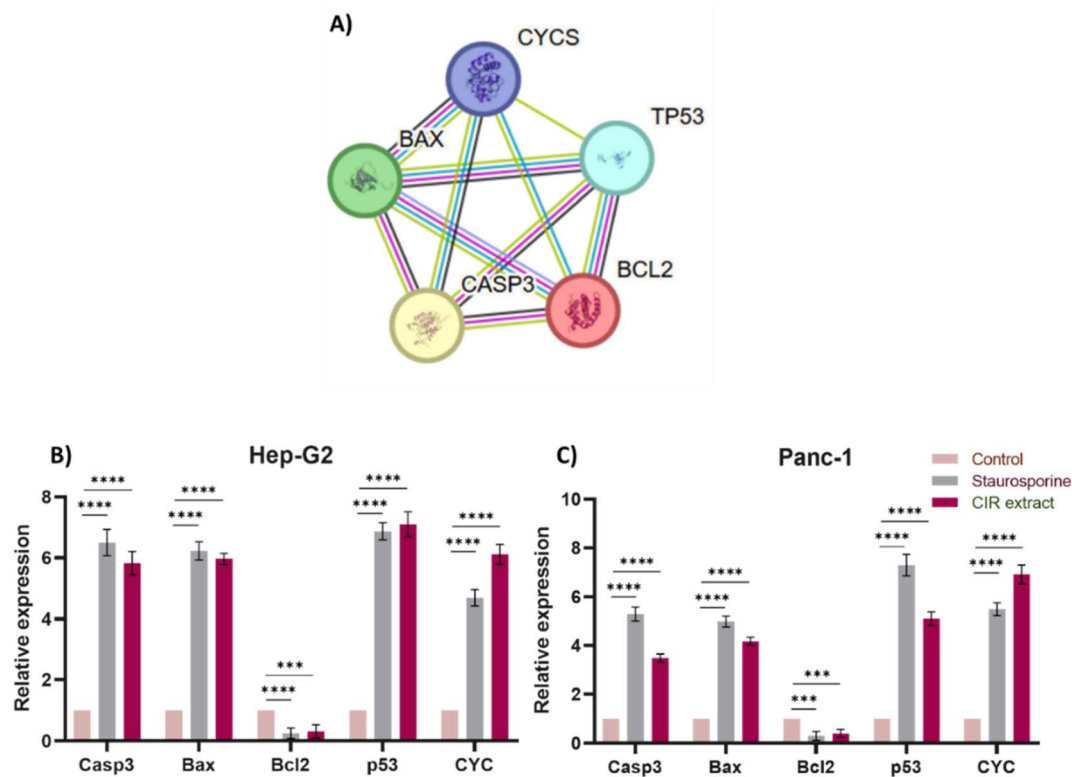 A)
CYCS
TP53
BAX
BCL2
CASP3
B)
Hep-G2
Relative expression
8
6
4
2
0
**** ****
**** ****
*** ****
**** ****
**** ****
Casp3 Bax Bcl2 p53 CYC
C)
Panc-1
Control
Staurosporine
CIR extract
Relative expression
10
8
6
4
2
0
**** ****
**** ****
*** ***
**** ****
**** ****
Casp3 Bax Bcl2 p53 CYC